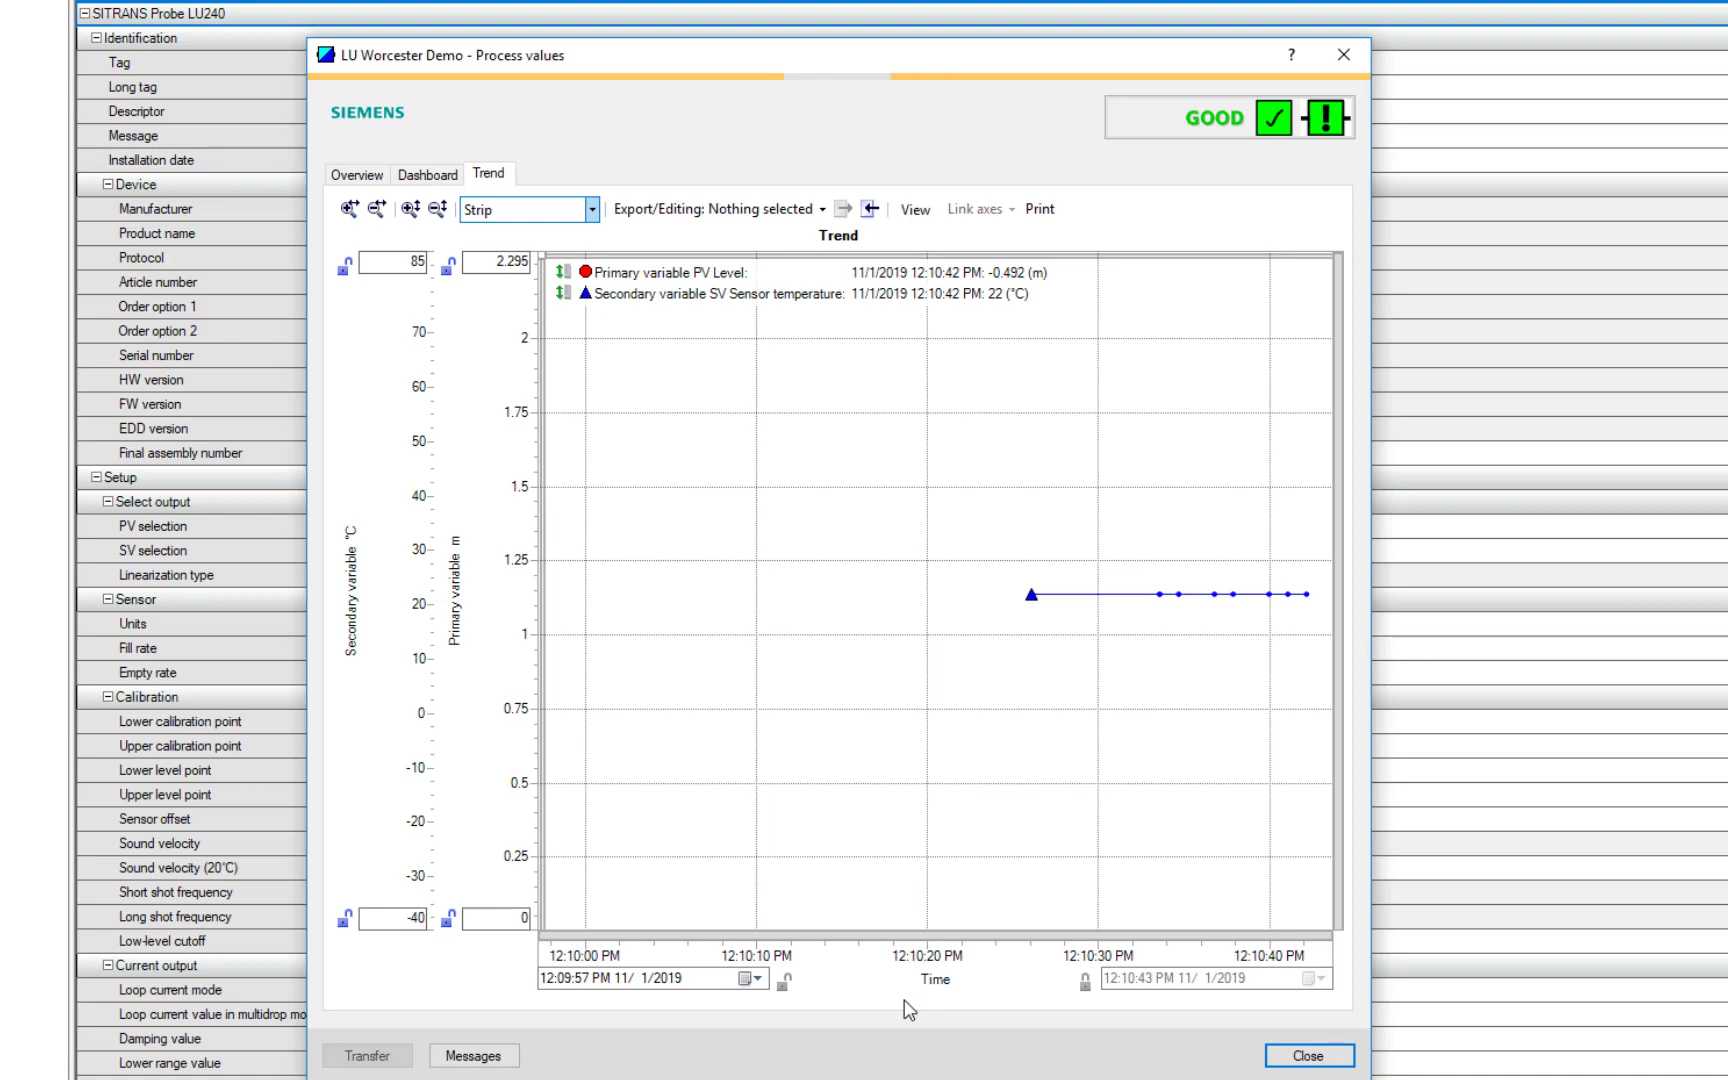 SITRANS Probe LU240
Identification
Tag
Long tag
Descriptor
Message
Installation date
Device
Manufacturer
Product name
Protocol
Article number
Order option 1
Order option 2
Serial number
HW version
FW version
EDD version
Final assembly number
Setup
Select output
PV selection
SV selection
Linearization type
Sensor
Units
Fill rate
Empty rate
Calibration
Lower calibration point
Upper calibration point
Lower level point
Upper level point
Sensor offset
Sound velocity
Sound velocity (20°C)
Short shot frequency
Long shot frequency
Low-level cutoff
Current output
Loop current mode
Loop current value in multidrop mo
Damping value
Lower range value
LU Worcester Demo - Process values
?
SIEMENS
GOOD
Overview Dashboard Trend
Strip Export/Editing: Nothing selected View Link axes Print
Trend
85 2.295
Primary variable PV Level: 11/1/2019 12:10:42 PM: -0.492 (m)
Secondary variable SV Sensor temperature: 11/1/2019 12:10:42 PM: 22 (°C)
70
60
50
40
30
20
10
0
-10
-20
-30
-40
Secondary variable °C
2
1.75
1.5
1.25
1
0.75
0.5
0.25
0
Primary variable m
12:10:00 PM 12:10:10 PM 12:10:20 PM 12:10:30 PM 12:10:40 PM
12:09:57 PM 11/ 1/2019 Time 12:10:43 PM 11/ 1/2019
Transfer Messages Close